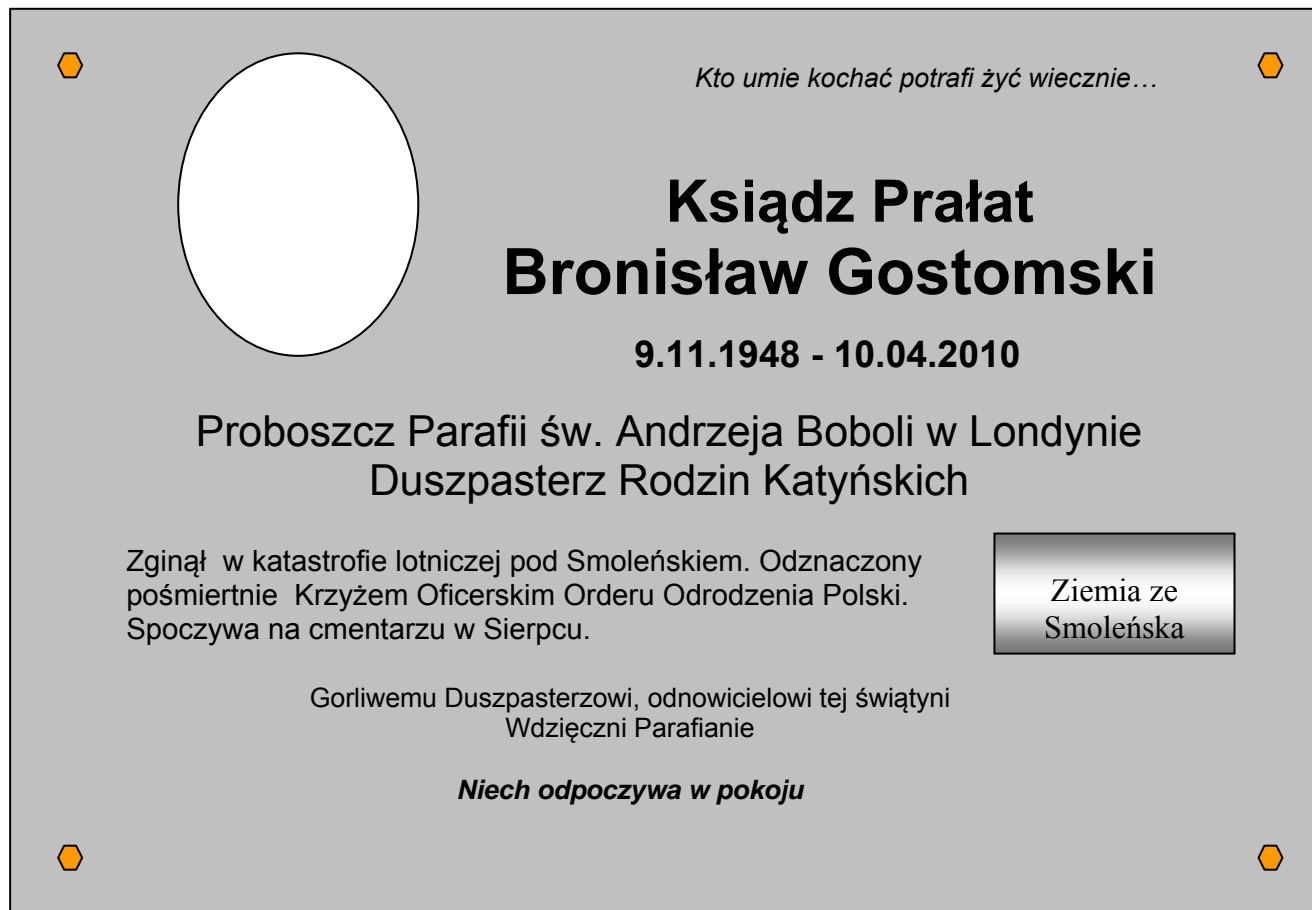 Kto umie kochać potrafi żyć wiecznie…
Ksiądz Prałat
Bronisław Gostomski
9.11.1948 - 10.04.2010
Proboszcz Parafii św. Andrzeja Boboli w Londynie
Duszpasterz Rodzin Katyńskich
Zginął  w katastrofie lotniczej pod Smoleńskiem. Odznaczony
pośmiertnie  Krzyżem Oficerskim Orderu Odrodzenia Polski.
Spoczywa na cmentarzu w Sierpcu.
Ziemia ze
Smoleńska
Gorliwemu Duszpasterzowi, odnowicielowi tej świątyni
Wdzięczni Parafianie
Niech odpoczywa w pokoju